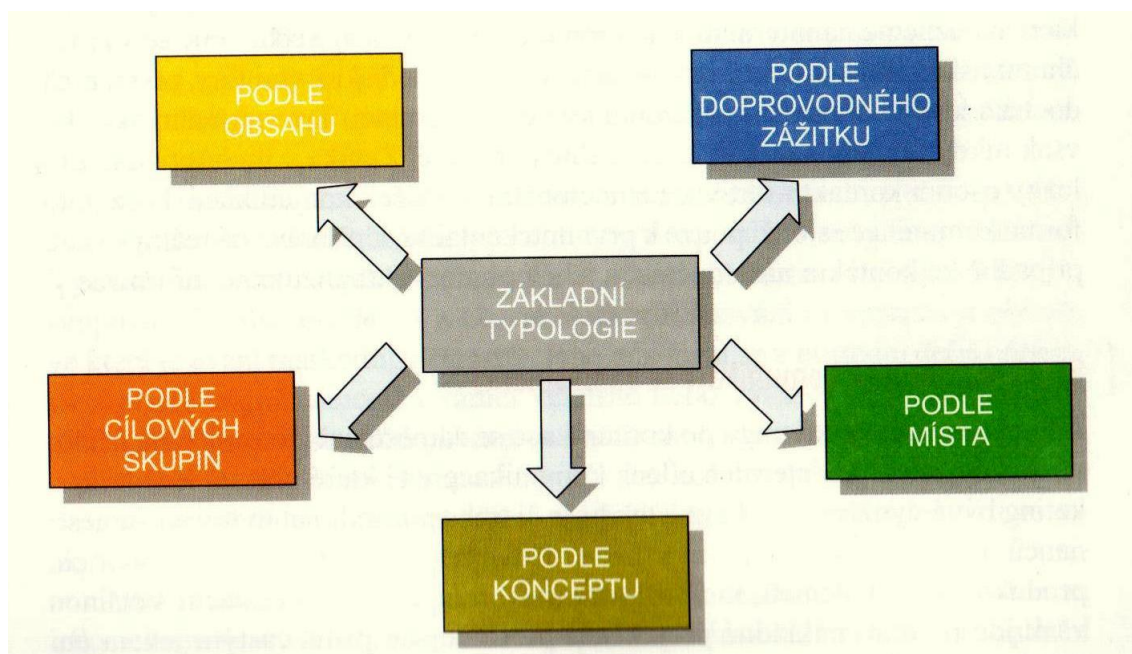 PODLE
OBSAHU
PODLE
DOPROVODNÉHO
ZÁŽITKU
ZÁKLADNÍ
TYPOLOGIE
PODLE
CÍLOVÝCH
SKUPIN
PODLE
MÍSTA
PODLE
KONCEPTU